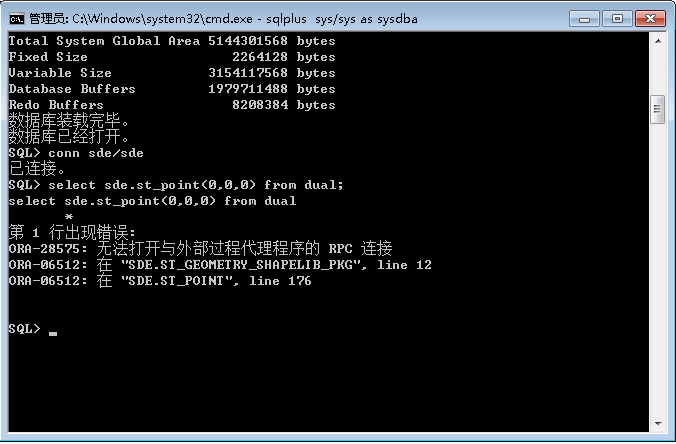 管理员: C:\Windows\system32\cmd.exe - sqlplus  sys/sys as sysdba
Total System Global Area 5144301568 bytes
Fixed Size                  2264128 bytes
Variable Size            3154117568 bytes
Database Buffers         1979711488 bytes
Redo Buffers                8208384 bytes
数据库装载完毕。
数据库已经打开。
SQL> conn sde/sde
已连接。
SQL> select sde.st_point(0,0,0) from dual;
select sde.st_point(0,0,0) from dual
       *
第 1 行出现错误:
ORA-28575: 无法打开与外部过程代理程序的 RPC 连接
ORA-06512: 在 "SDE.ST_GEOMETRY_SHAPELIB_PKG", line 12
ORA-06512: 在 "SDE.ST_POINT", line 176
SQL> _